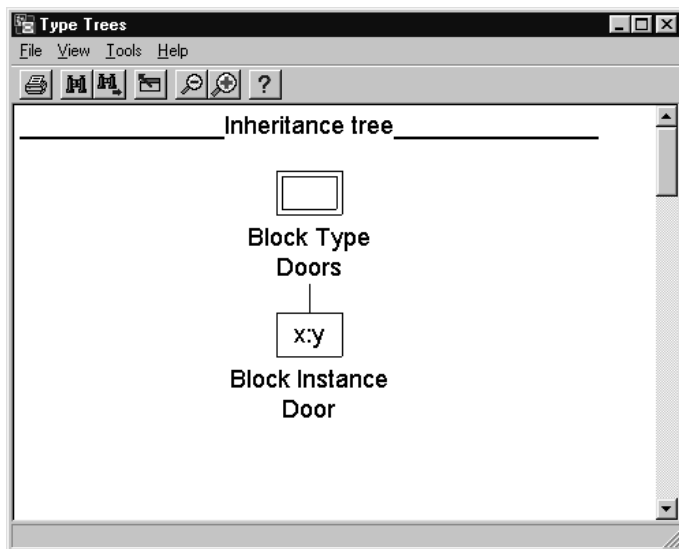 Type Trees
File View Tools Help
?
Inheritance tree
Block Type
Doors
x:y
Block Instance
Door